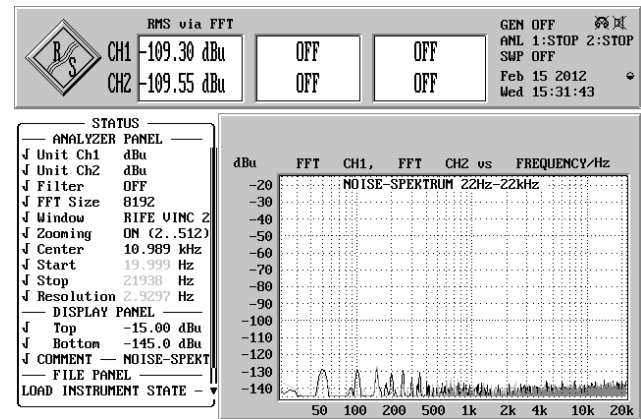 RMS via FFT
GEN OFF
ANL 1:STOP 2:STOP
SWP OFF
Feb 15 2012
Wed 15:31:43
R S
CH1 -109.30 dBu OFF OFF
CH2 -109.55 dBu OFF OFF
STATUS
ANALYZER PANEL
√ Unit Ch1 dBu
√ Unit Ch2 dBu
√ Filter OFF
√ FFT Size 8192
√ Window RIFE VINC 2
√ Zooming ON (2..512)
√ Center 10.989 kHz
√ Start 19.999 Hz
√ Stop 21938 Hz
√ Resolution 2.9297 Hz
DISPLAY PANEL
√ Top -15.00 dBu
√ Bottom -145.0 dBu
√ COMMENT — NOISE-SPEKT
FILE PANEL
LOAD INSTRUMENT STATE -
dBu FFT CH1, FFT CH2 vs FREQUENCY/Hz
NOISE-SPEKTRUM 22Hz-22kHz
-20
-30
-40
-50
-60
-70
-80
-90
-100
-110
-120
-130
-140
50 100 200 500 1k 2k 4k 10k 20k